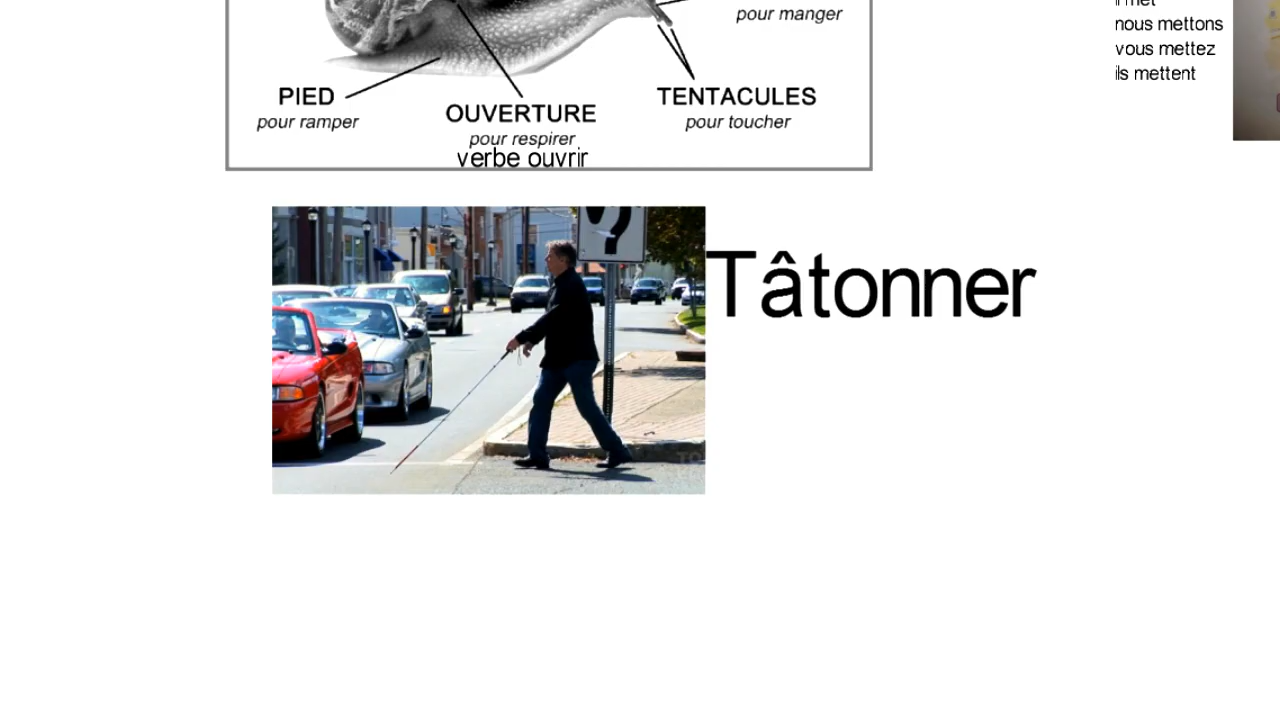 pour manger
nous mettons
vous mettez
ils mettent
PIED
pour ramper
OUVERTURE
pour respirer
verbe ouvrir
TENTACULES
pour toucher
Tâtonner